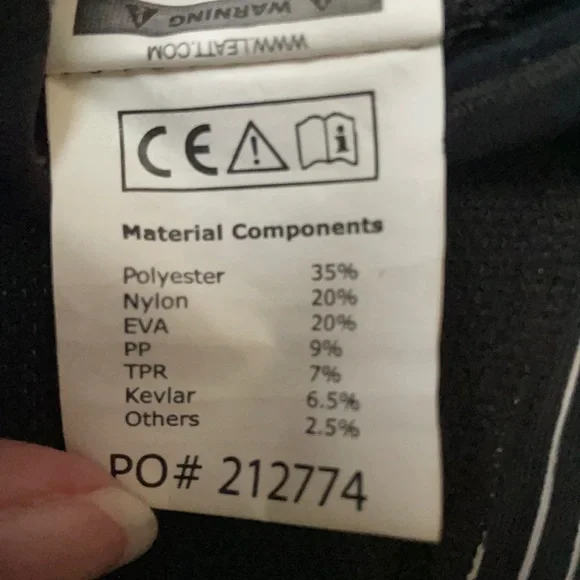 WARNING
WWW.LEATT.COM
CE
Material Components
Polyester 35%
Nylon 20%
EVA 20%
PP 9%
TPR 7%
Kevlar 6.5%
Others 2.5%
PO# 212774